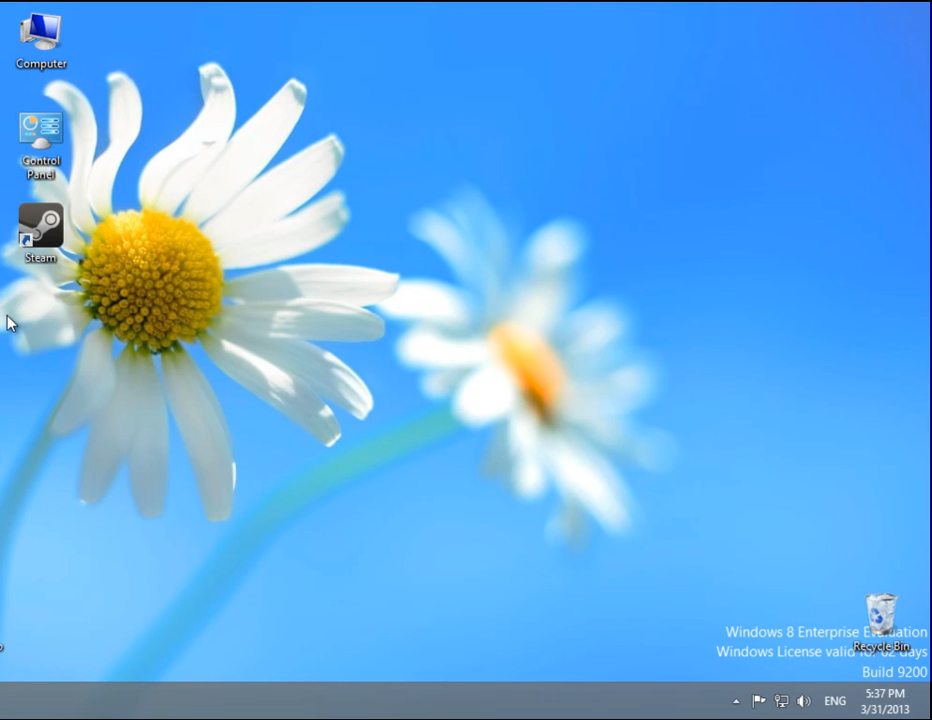 Computer
Control
Panel
Steam
Windows 8 Enterprise Evaluation
Windows License valid for 62 days
Recycle Bin
Build 9200
ENG
5:37 PM
3/31/2013